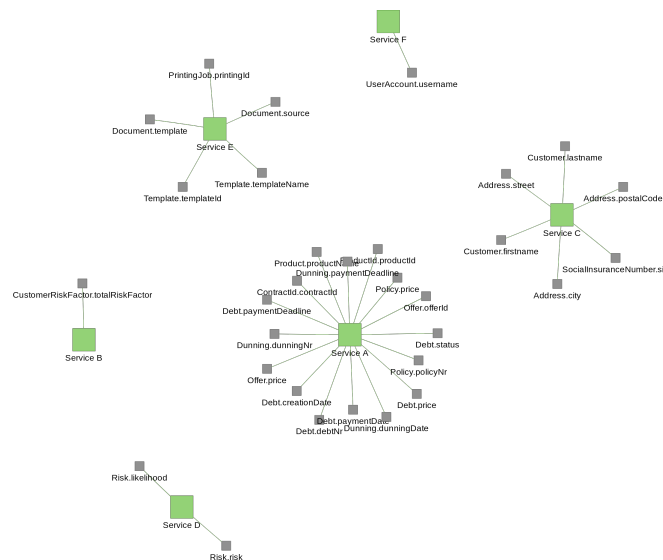 Service F
UserAccount.username
PrintingJob.printingId
Document.source
Document.template
Service E
Template.templateName
Template.templateId
Customer.lastname
Address.street
Address.postalCode
Service C
Customer.firstname
SocialInsuranceNumber.si
Address.city
Dunning.paymentDeadline
Policy.price
ContractId.contractId
Debt.paymentDeadline
Offer.offerId
Dunning.dunningNr
Debt.status
Service A
Policy.policyNr
Offer.price
Debt.creationDate
Debt.price
Debt.paymentDate
Debt.debtNr
Dunning.dunningDate
CustomerRiskFactor.totalRiskFactor
Service B
Risk.likelihood
Service D
Risk.risk